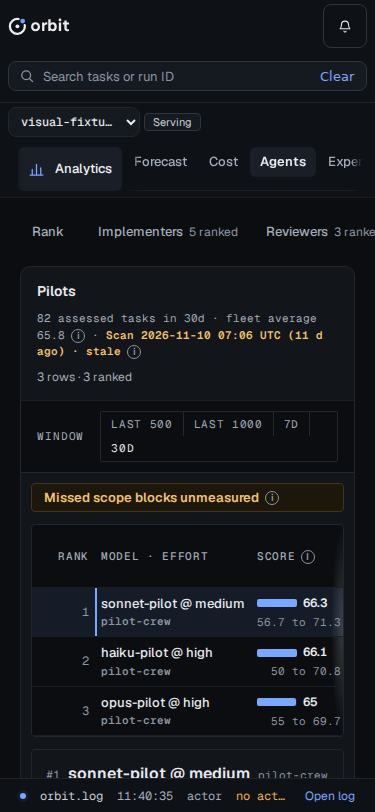 orbit
Search tasks or run ID Clear
visual-fixtu… Serving
Analytics Forecast Cost Agents Exper
Rank Implementers 5 ranked Reviewers 3 ranke
Pilots
82 assessed tasks in 30d · fleet average
65.8 · Scan 2026-11-10 07:06 UTC (11 d
ago) · stale
3 rows · 3 ranked
WINDOW LAST 500 LAST 1000 7D
30D
Missed scope blocks unmeasured
RANK MODEL · EFFORT SCORE
1 sonnet-pilot @ medium 66.3
pilot-crew 56.7 to 71.3
2 haiku-pilot @ high 66.1
pilot-crew 50 to 70.8
3 opus-pilot @ high 65
pilot-crew 55 to 69.7
#1 sonnet-pilot @ medium pilot-crew
orbit.log 11:40:35 actor no act… Open log